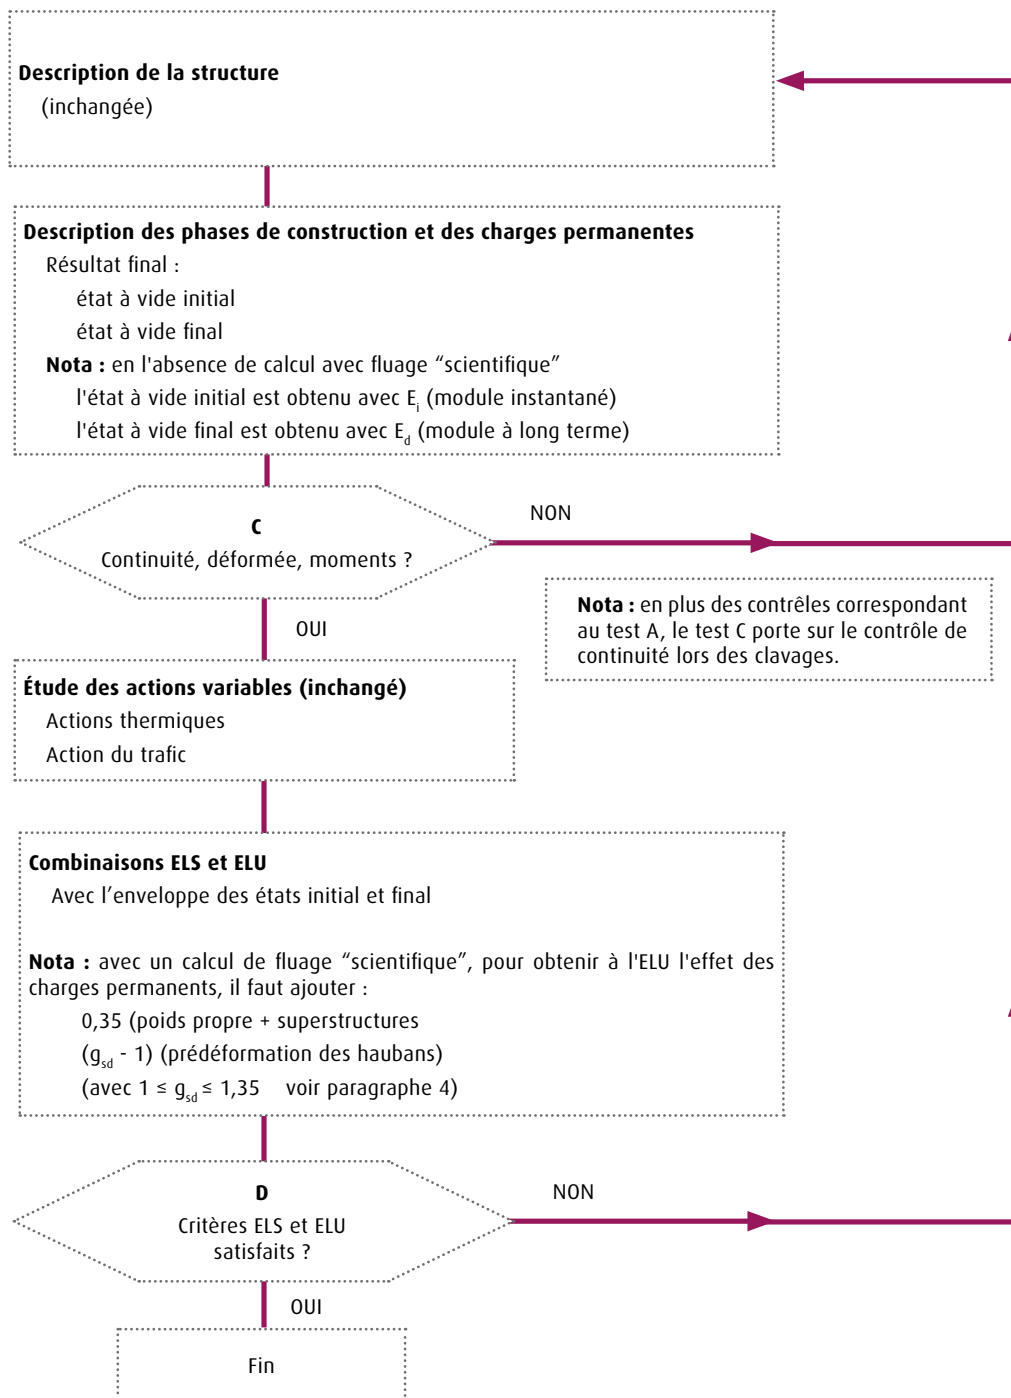 Description de la structure
(inchangée)
Description des phases de construction et des charges permanentes
Résultat final :
état à vide initial
état à vide final
Nota : en l'absence de calcul avec fluage “scientifique”
l'état à vide initial est obtenu avec Ei (module instantané)
l'état à vide final est obtenu avec Ed (module à long terme)
C
Continuité, déformée, moments ?
NON
OUI
Nota : en plus des contrôles correspondant
au test A, le test C porte sur le contrôle de
continuité lors des clavages.
Étude des actions variables (inchangé)
Actions thermiques
Action du trafic
Combinaisons ELS et ELU
Avec l’enveloppe des états initial et final
Nota : avec un calcul de fluage “scientifique”, pour obtenir à l'ELU l'effet des
charges permanents, il faut ajouter :
0,35 (poids propre + superstructures
(gsd - 1) (prédéformation des haubans)
(avec 1 ≤ gsd ≤ 1,35 voir paragraphe 4)
D
Critères ELS et ELU
satisfaits ?
NON
OUI
Fin